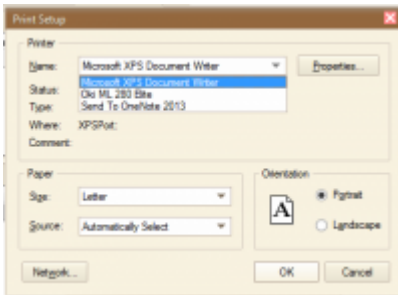 Print Setup
Printer
Name: Microsoft XPS Document Writer Properties...
Microsoft XPS Document Writer
Status: Oki ML 280 Elite
Type: Send To OneNote 2013
Where: XPSPort:
Comment:
Paper
Size: Letter
Source: Automatically Select
Orientation
A
Portrait
Landscape
Network... OK Cancel